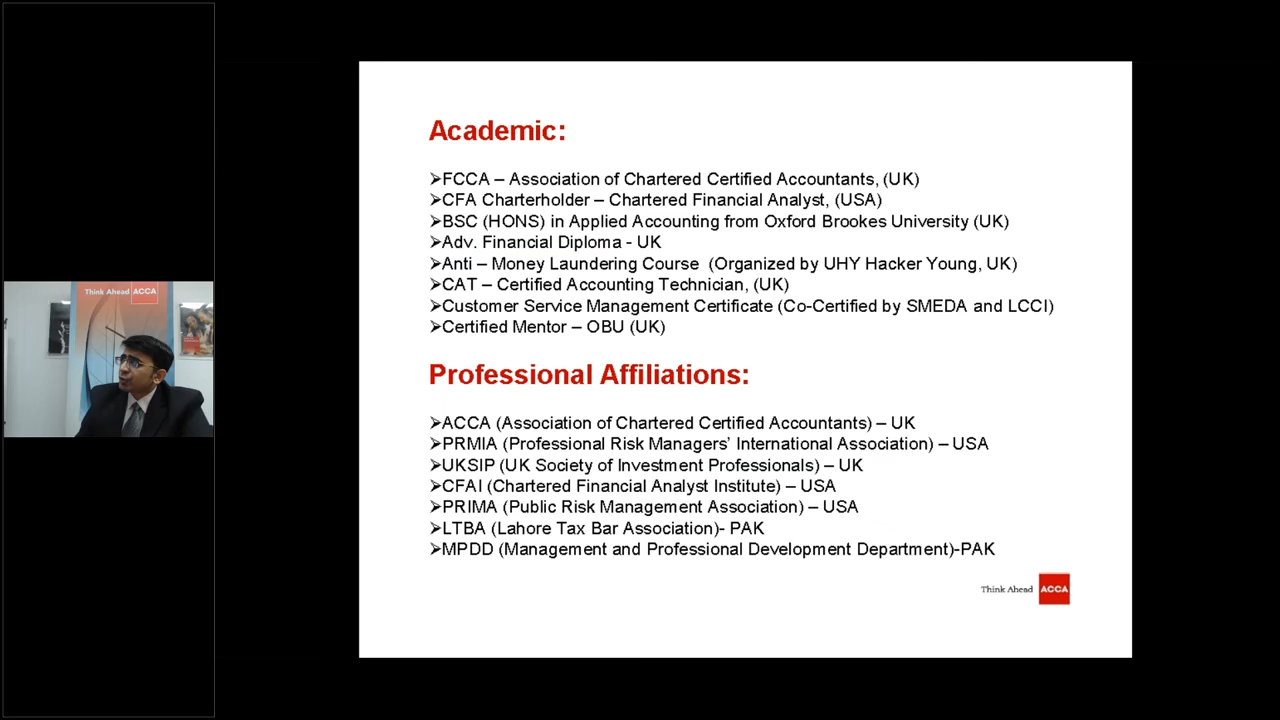 Think Ahead ACCA
Academic:
➢FCCA – Association of Chartered Certified Accountants, (UK)
➢CFA Charterholder – Chartered Financial Analyst, (USA)
➢BSC (HONS) in Applied Accounting from Oxford Brookes University (UK)
➢Adv. Financial Diploma - UK
➢Anti – Money Laundering Course  (Organized by UHY Hacker Young, UK)
➢CAT – Certified Accounting Technician, (UK)
➢Customer Service Management Certificate (Co-Certified by SMEDA and LCCI)
➢Certified Mentor – OBU (UK)
Professional Affiliations:
➢ACCA (Association of Chartered Certified Accountants) – UK
➢PRMIA (Professional Risk Managers’ International Association) – USA
➢UKSIP (UK Society of Investment Professionals) – UK
➢CFAI (Chartered Financial Analyst Institute) – USA
➢PRIMA (Public Risk Management Association) – USA
➢LTBA (Lahore Tax Bar Association)- PAK
➢MPDD (Management and Professional Development Department)-PAK
Think Ahead ACCA